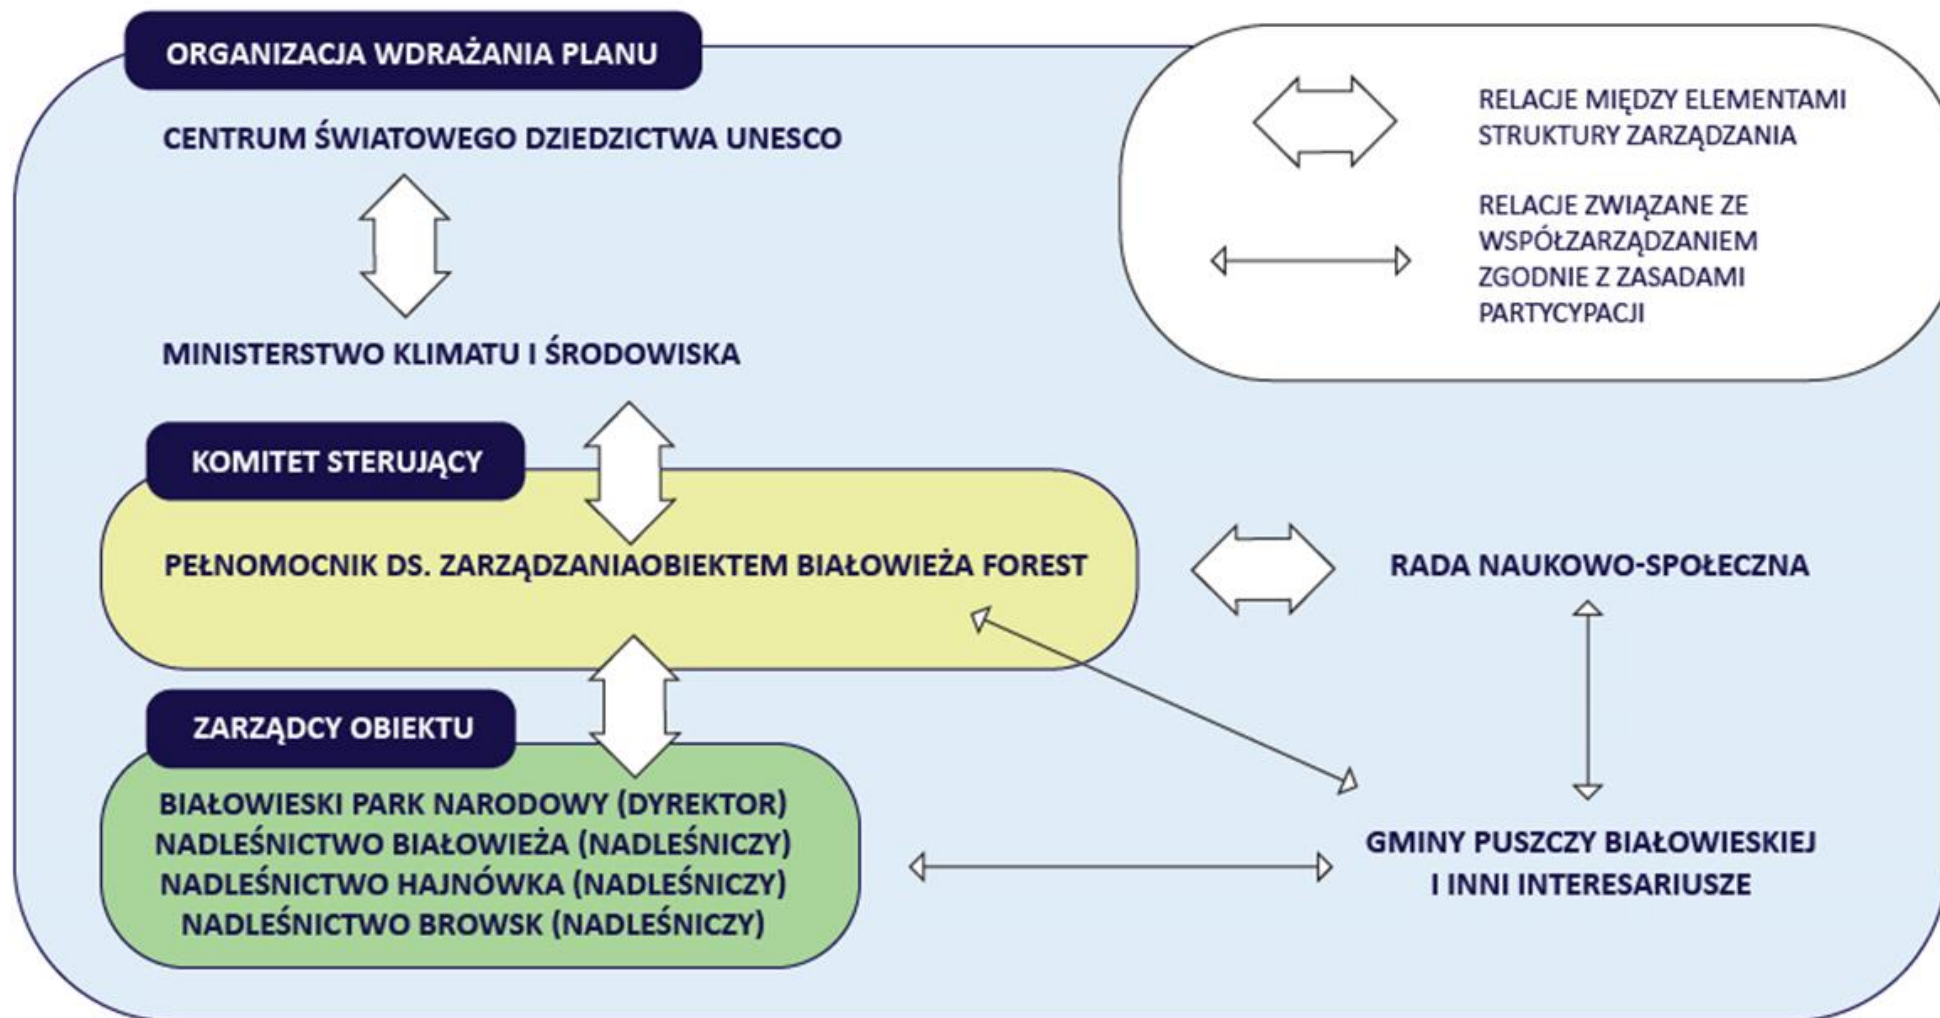 ORGANIZACJA WDRAŻANIA PLANU
CENTRUM ŚWIATOWEGO DZIEDZICTWA UNESCO
RELACJE MIĘDZY ELEMENTAMI
STRUKTURY ZARZĄDZANIA
RELACJE ZWIĄZANE ZE
WSPÓŁZARZĄDZANIEM
ZGODNIE Z ZASADAMI
PARTYCYPACJI
MINISTERSTWO KLIMATU I ŚRODOWISKA
KOMITET STERUJĄCY
PEŁNOMOCNIK DS. ZARZĄDZANIAOBIEKTEM BIAŁOWIEŻA FOREST
RADA NAUKOWO-SPOŁECZNA
ZARZĄDCY OBIEKTU
BIAŁOWIESKI PARK NARODOWY (DYREKTOR)
NADLEŚNICTWO BIAŁOWIEŻA (NADLEŚNICZY)
NADLEŚNICTWO HAJNÓWKA (NADLEŚNICZY)
NADLEŚNICTWO BROWSK (NADLEŚNICZY)
GMINY PUSZCZY BIAŁOWIESKIEJ
I INNI INTERESARIUSZE